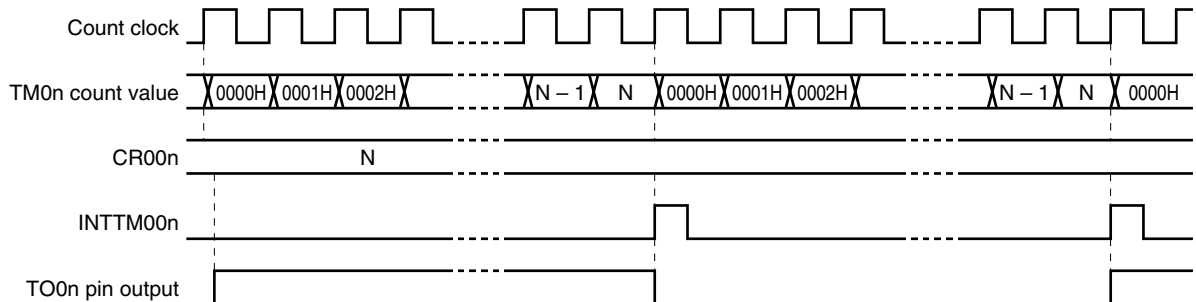 Count clock
TM0n count value 0000H 0001H 0002H N – 1 N 0000H 0001H 0002H N – 1 N 0000H
CR00n N
INTTM00n
TO0n pin output